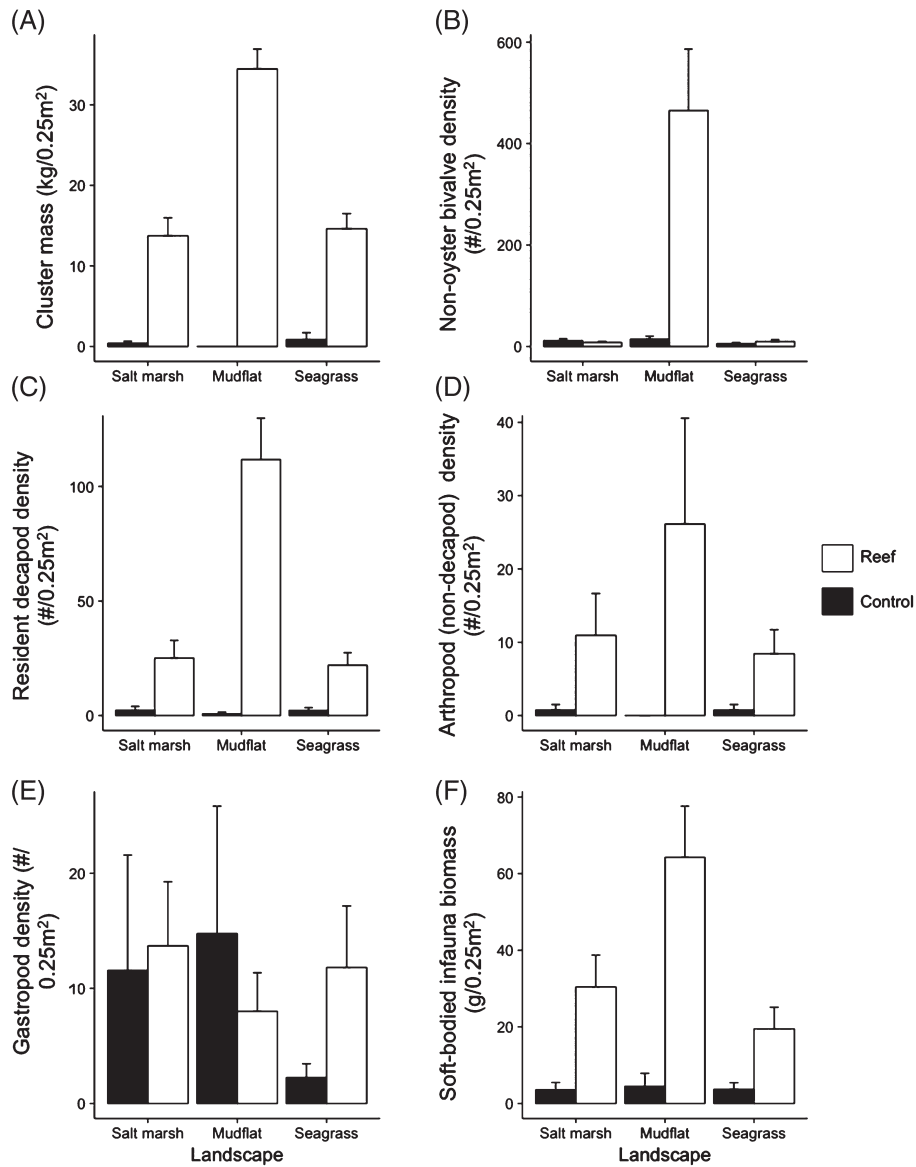 (A)
Cluster mass (kg/0.25m²)
30
20
10
0
Salt marsh Mudflat Seagrass
(B)
Non-oyster bivalve density
(#/0.25m²)
600
400
200
0
Salt marsh Mudflat Seagrass
(C)
Resident decapod density
(#/0.25m²)
100
50
0
Salt marsh Mudflat Seagrass
(D)
Arthropod (non-decapod) density
(#/0.25m²)
40
30
20
10
0
Salt marsh Mudflat Seagrass
Reef
Control
(E)
Gastropod density (#/
0.25m²)
20
10
0
Salt marsh Mudflat Seagrass
Landscape
(F)
Soft-bodied infauna biomass
(g/0.25m²)
80
60
40
20
0
Salt marsh Mudflat Seagrass
Landscape